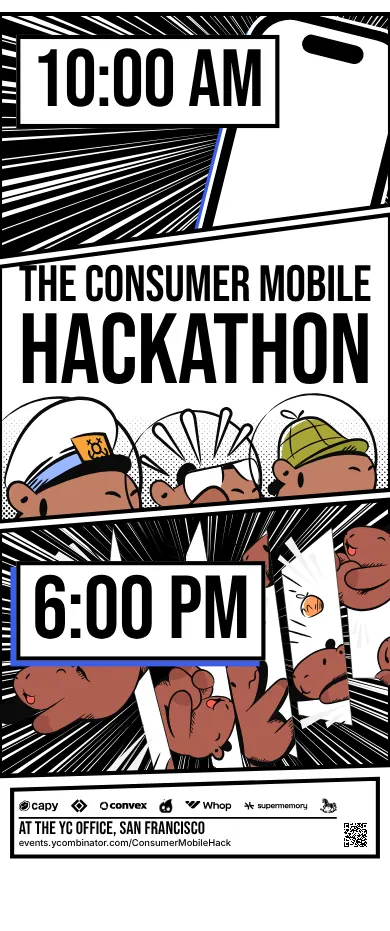 10:00 AM
THE CONSUMER MOBILE
HACKATHON
6:00 PM
capy convex Whop supermemory
AT THE YC OFFICE, SAN FRANCISCO
events.ycombinator.com/ConsumerMobileHack